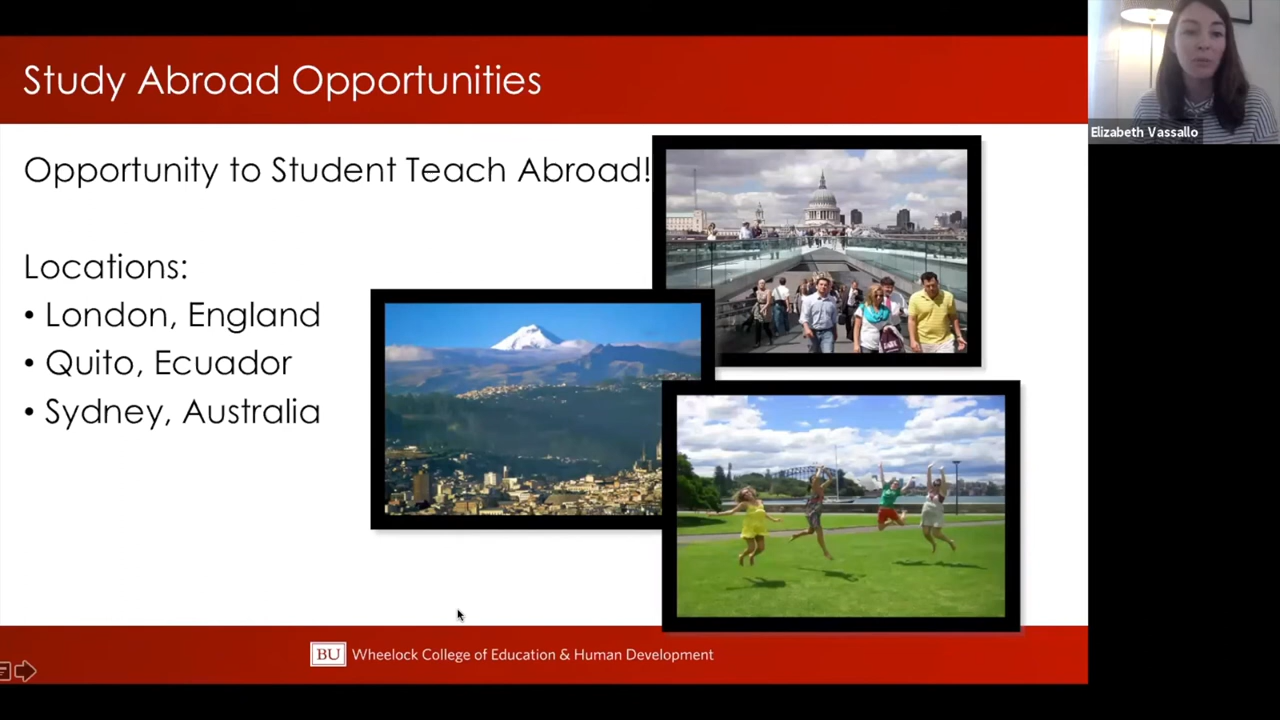 Study Abroad Opportunities
Elizabeth Vassallo
Opportunity to Student Teach Abroad!
Locations:
• London, England
• Quito, Ecuador
• Sydney, Australia
BU Wheelock College of Education & Human Development